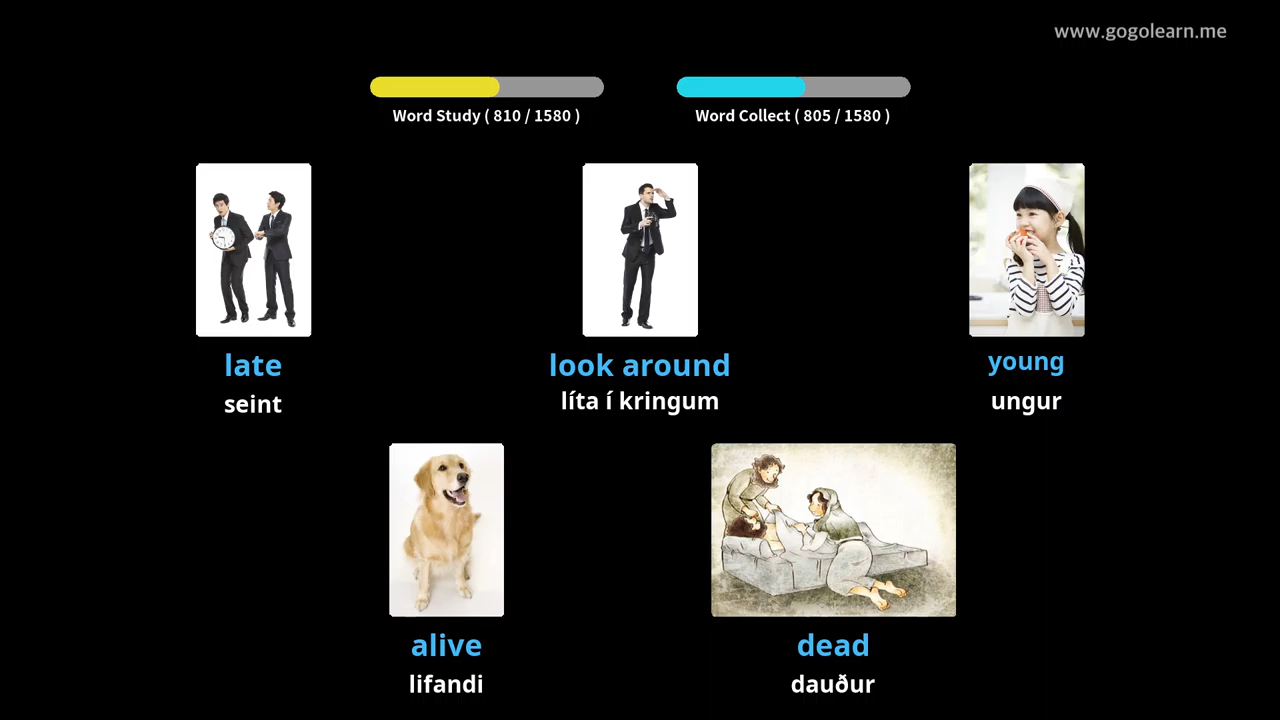 www.gogolearn.me
Word Study ( 810 / 1580 )
Word Collect ( 805 / 1580 )
late
seint
look around
líta í kringum
young
ungur
alive
lifandi
dead
dauður